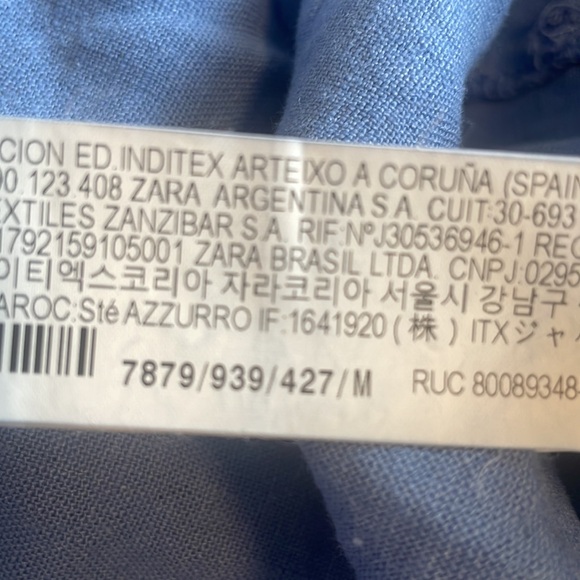 CION ED.INDITEX ARTEIXO A CORUÑA (SPAIN
00.123.408 ZARA ARGENTINA S.A. CUIT:30-693
EXTILES ZANZIBAR S.A. RIF:NºJ30536946-1 REG
1792159105001 ZARA BRASIL LTDA. CNPJ:0295
이티엑스코리아 자라코리아 서울시 강남구
AROC:Sté AZZURRO IF:1641920 (株) ITXジャ
7879/939/427/M RUC 80089348-